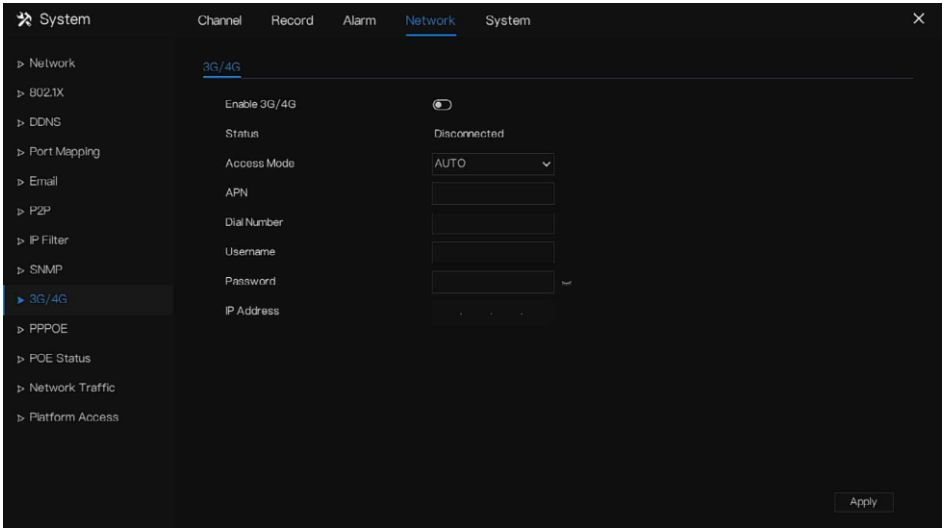 System
Channel Record Alarm Network System
Network
802.1X
DDNS
Port Mapping
Email
P2P
IP Filter
SNMP
3G/4G
PPPOE
POE Status
Network Traffic
Platform Access
3G/4G
Enable 3G/4G
Status Disconnected
Access Mode AUTO
APN
Dial Number
Username
Password
IP Address
Apply